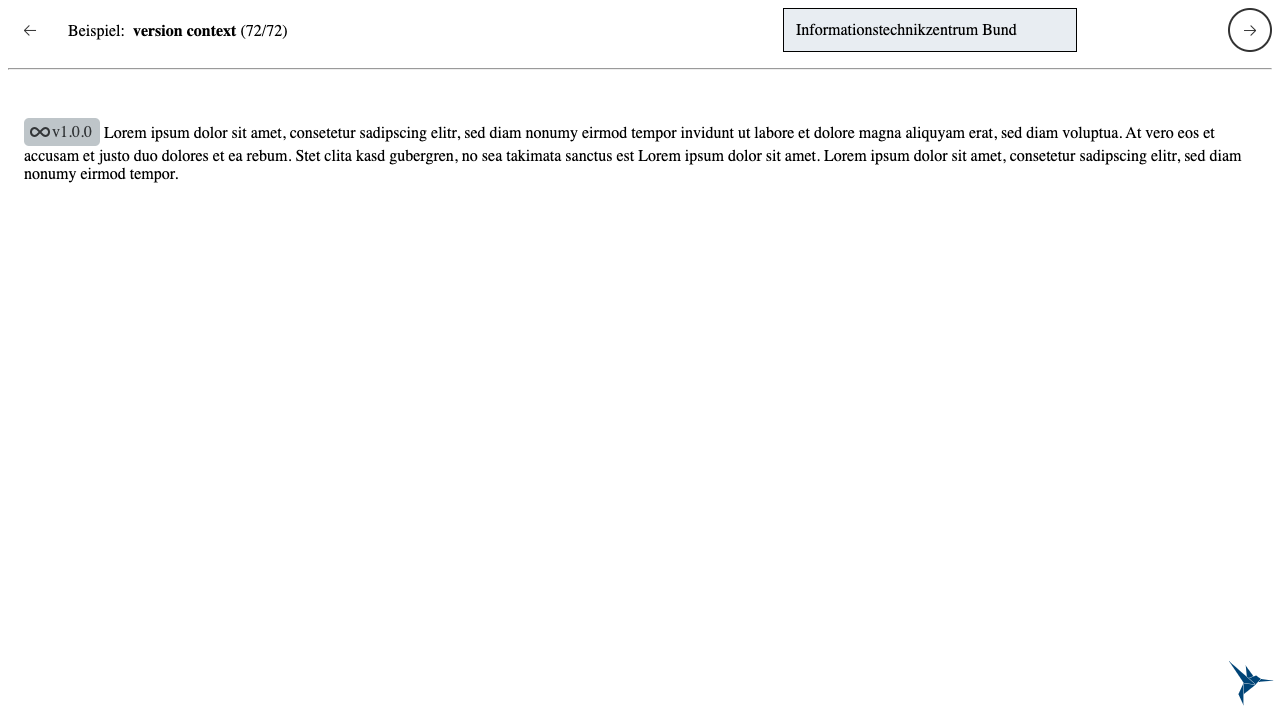 ← Beispiel: version context (72/72) Informationstechnikzentrum Bund →
∞v1.0.0 Lorem ipsum dolor sit amet, consetetur sadipscing elitr, sed diam nonumy eirmod tempor invidunt ut labore et dolore magna aliquyam erat, sed diam voluptua. At vero eos et
accusam et justo duo dolores et ea rebum. Stet clita kasd gubergren, no sea takimata sanctus est Lorem ipsum dolor sit amet. Lorem ipsum dolor sit amet, consetetur sadipscing elitr, sed diam
nonumy eirmod tempor.